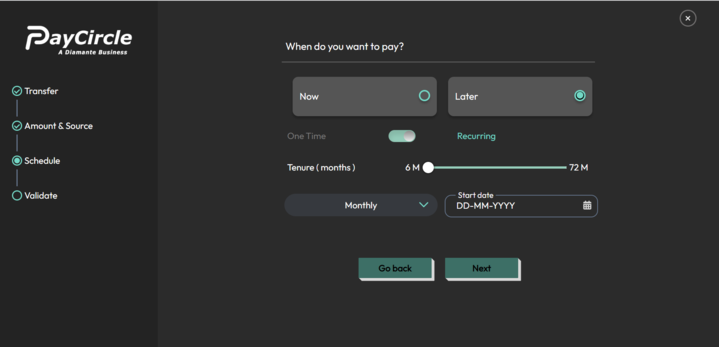 PayCircle
A Diamante Business
Transfer
Amount & Source
Schedule
Validate
When do you want to pay?
Now
Later
One Time
Recurring
Tenure ( months )
6 M
72 M
Monthly
Start date
DD-MM-YYYY
Go back
Next